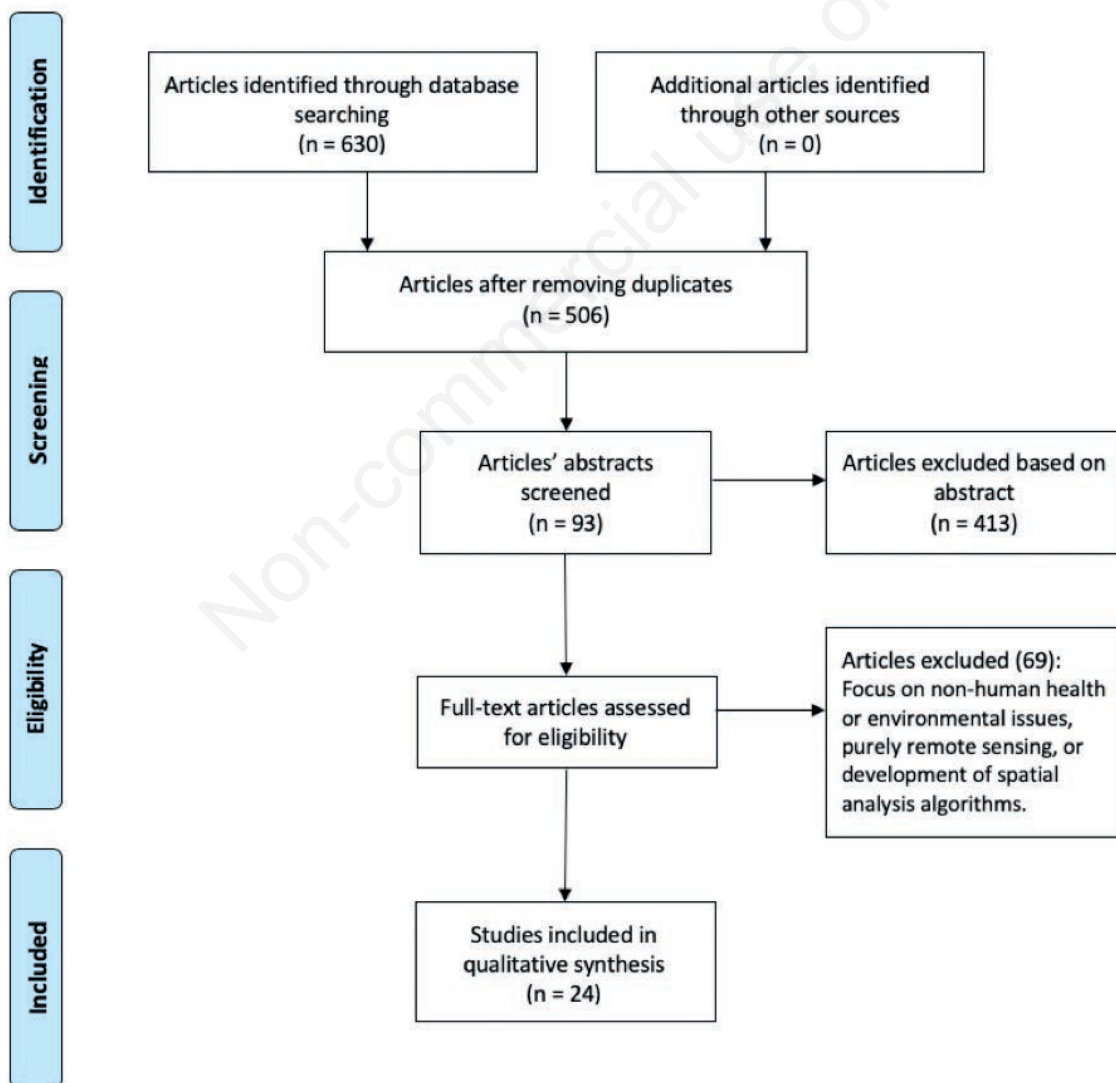 Non-commercial use o
Identification
Articles identified through database
searching
(n = 630)
Additional articles identified
through other sources
(n = 0)
Screening
Articles after removing duplicates
(n = 506)
Articles' abstracts
screened
(n = 93)
Articles excluded based on
abstract
(n = 413)
Eligibility
Full-text articles assessed
for eligibility
Articles excluded (69):
Focus on non-human health
or environmental issues,
purely remote sensing, or
development of spatial
analysis algorithms.
Included
Studies included in
qualitative synthesis
(n = 24)